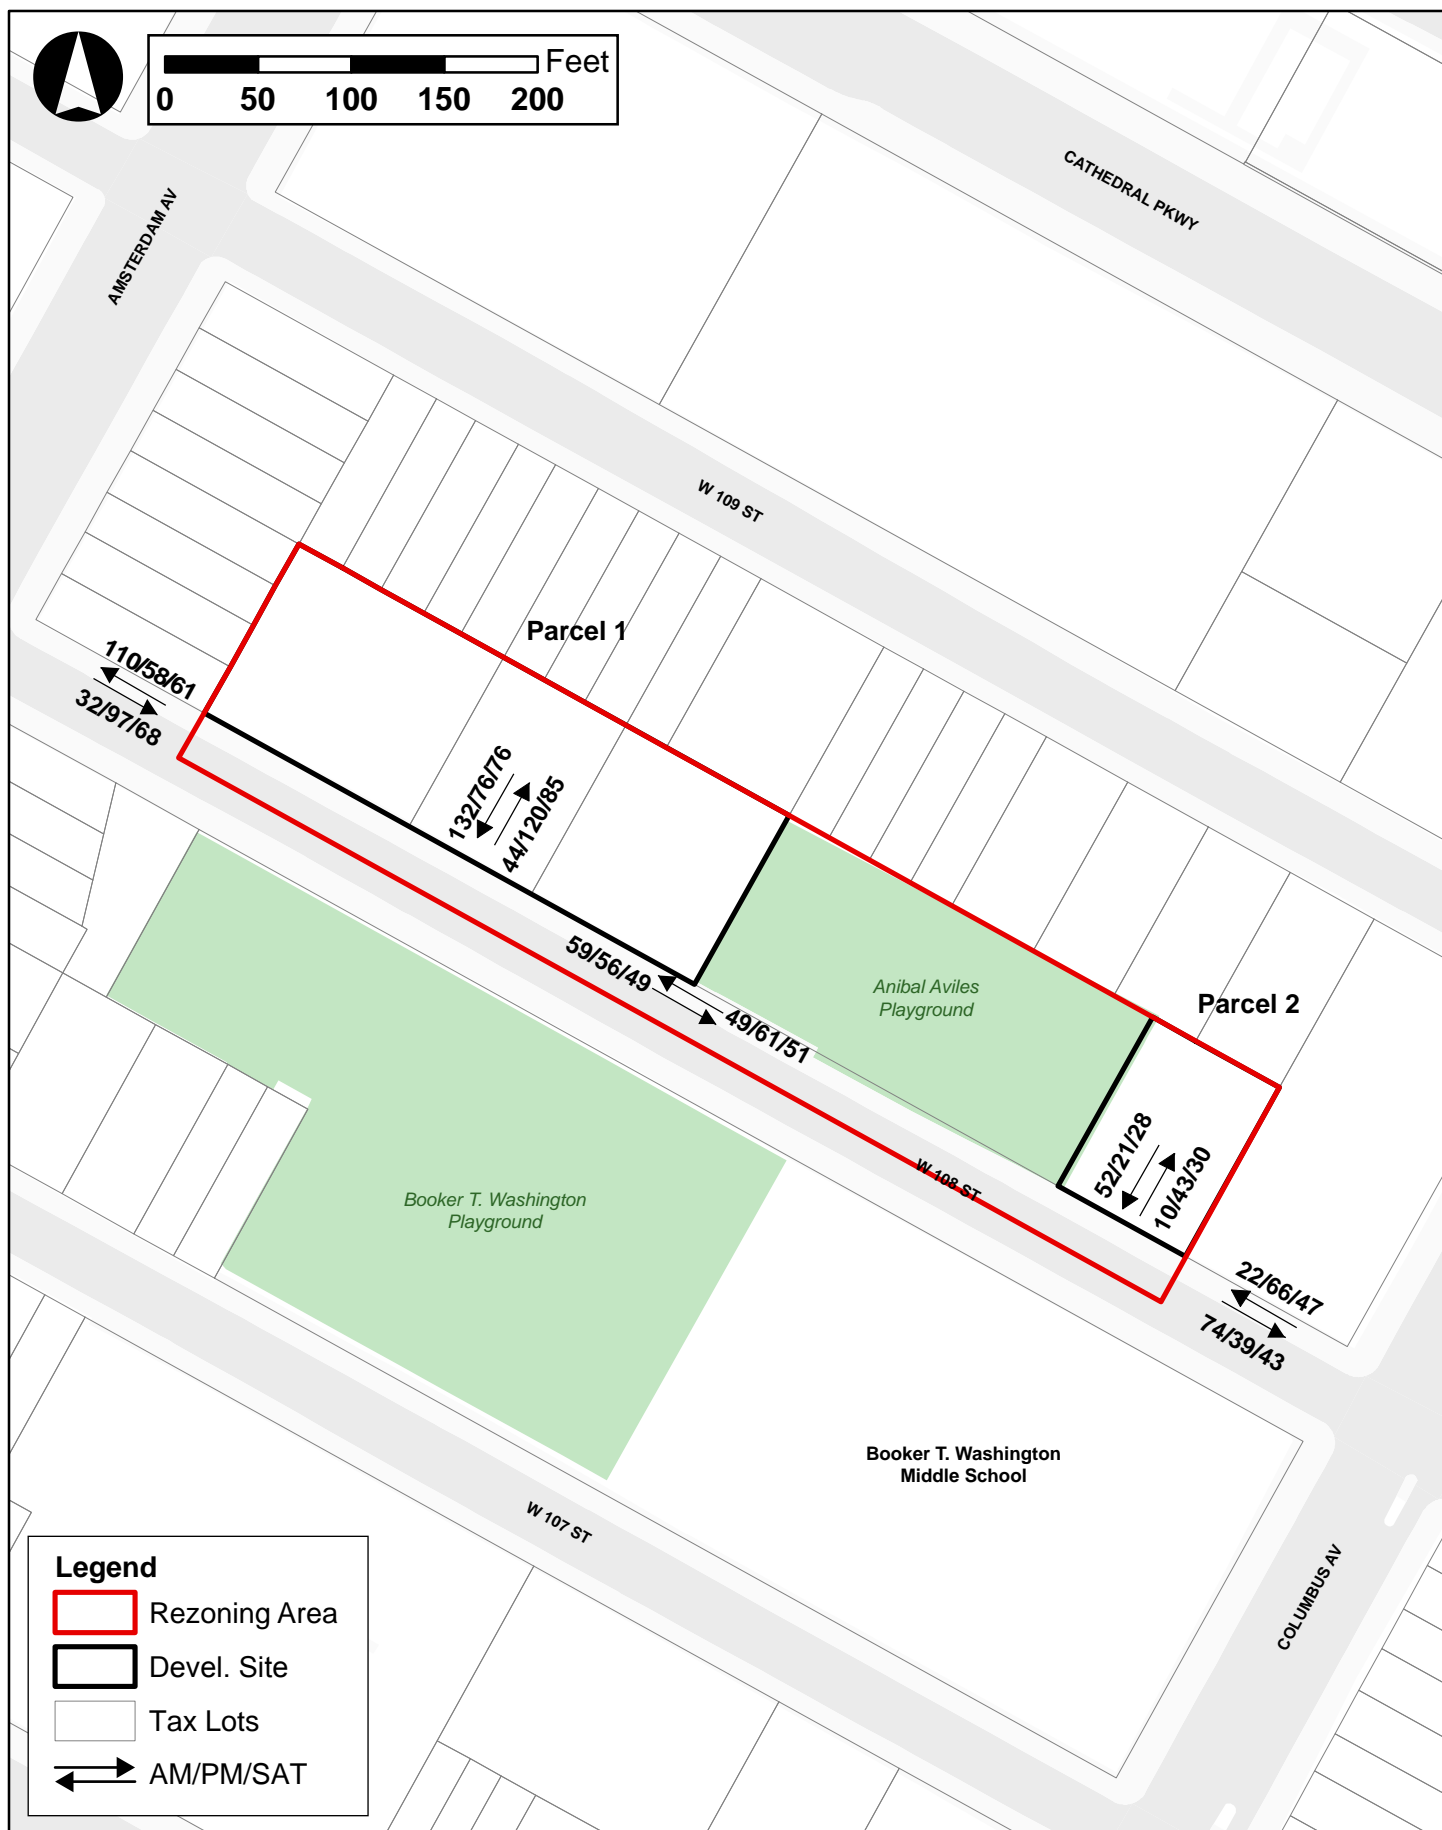 Feet
0 50 100 150 200
CATHEDRAL PKWY
AMSTERDAM AV
W 109 ST
Parcel 1
110/58/61
32/97/68
132/76/76
44/120/85
59/56/49
49/61/51
Anibal Aviles
Playground
Parcel 2
52/21/28
10/43/30
W 108 ST
Booker T. Washington
Playground
22/66/47
74/39/43
Booker T. Washington
Middle School
W 107 ST
COLUMBUS AV
Legend
Rezoning Area
Devel. Site
Tax Lots
AM/PM/SAT